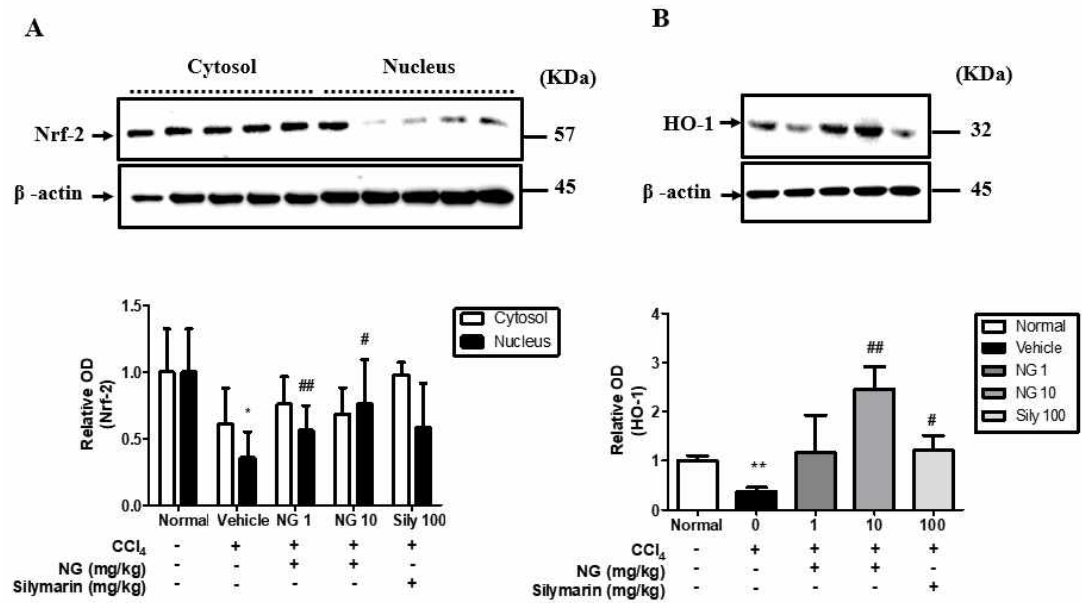 A
Cytosol Nucleus (KDa)
Nrf-2 57
β -actin 45
1.5
1.0
0.5
0.0
Relative OD
(Nrf-2)
Cytosol
Nucleus
* ## #
Normal Vehicle NG 1 NG 10 Sily 100
CCl₄ - + + + +
NG (mg/kg) - - + + -
Silymarin (mg/kg) - - - - +
B
(KDa)
HO-1 32
β -actin 45
4
3
2
1
0
Relative OD
(HO-1)
Normal
Vehicle
NG 1
NG 10
Sily 100
** ## #
Normal 0 1 10 100
CCl₄ - + + + +
NG (mg/kg) - - + + -
Silymarin (mg/kg) - - - - +